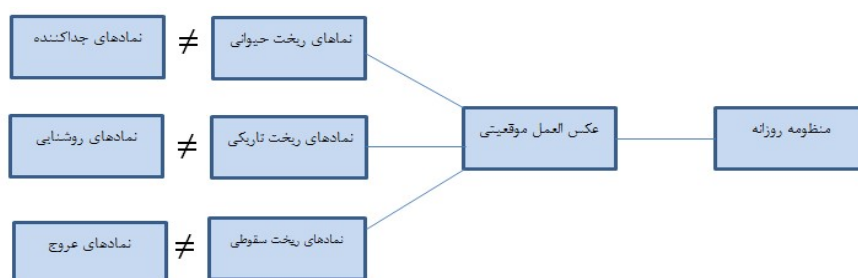 نمادهای جداکننده ≠ نماهای ریخت حیوانی
منظومه روزانه
عکس العمل موقعیتی
نمادهای ریخت تاریکی ≠ نمادهای روشنایی
نمادهای ریخت سقوطی ≠ نمادهای عروج